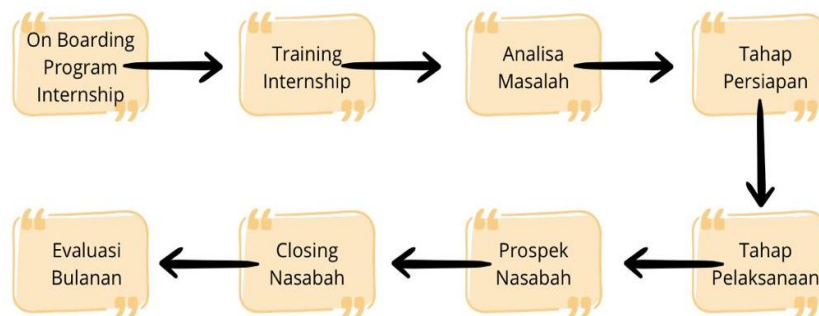 On Boarding
Program
Internship
Training
Internship
Analisa
Masalah
Tahap
Persiapan
Tahap
Pelaksanaan
Prospek
Nasabah
Closing
Nasabah
Evaluasi
Bulanan